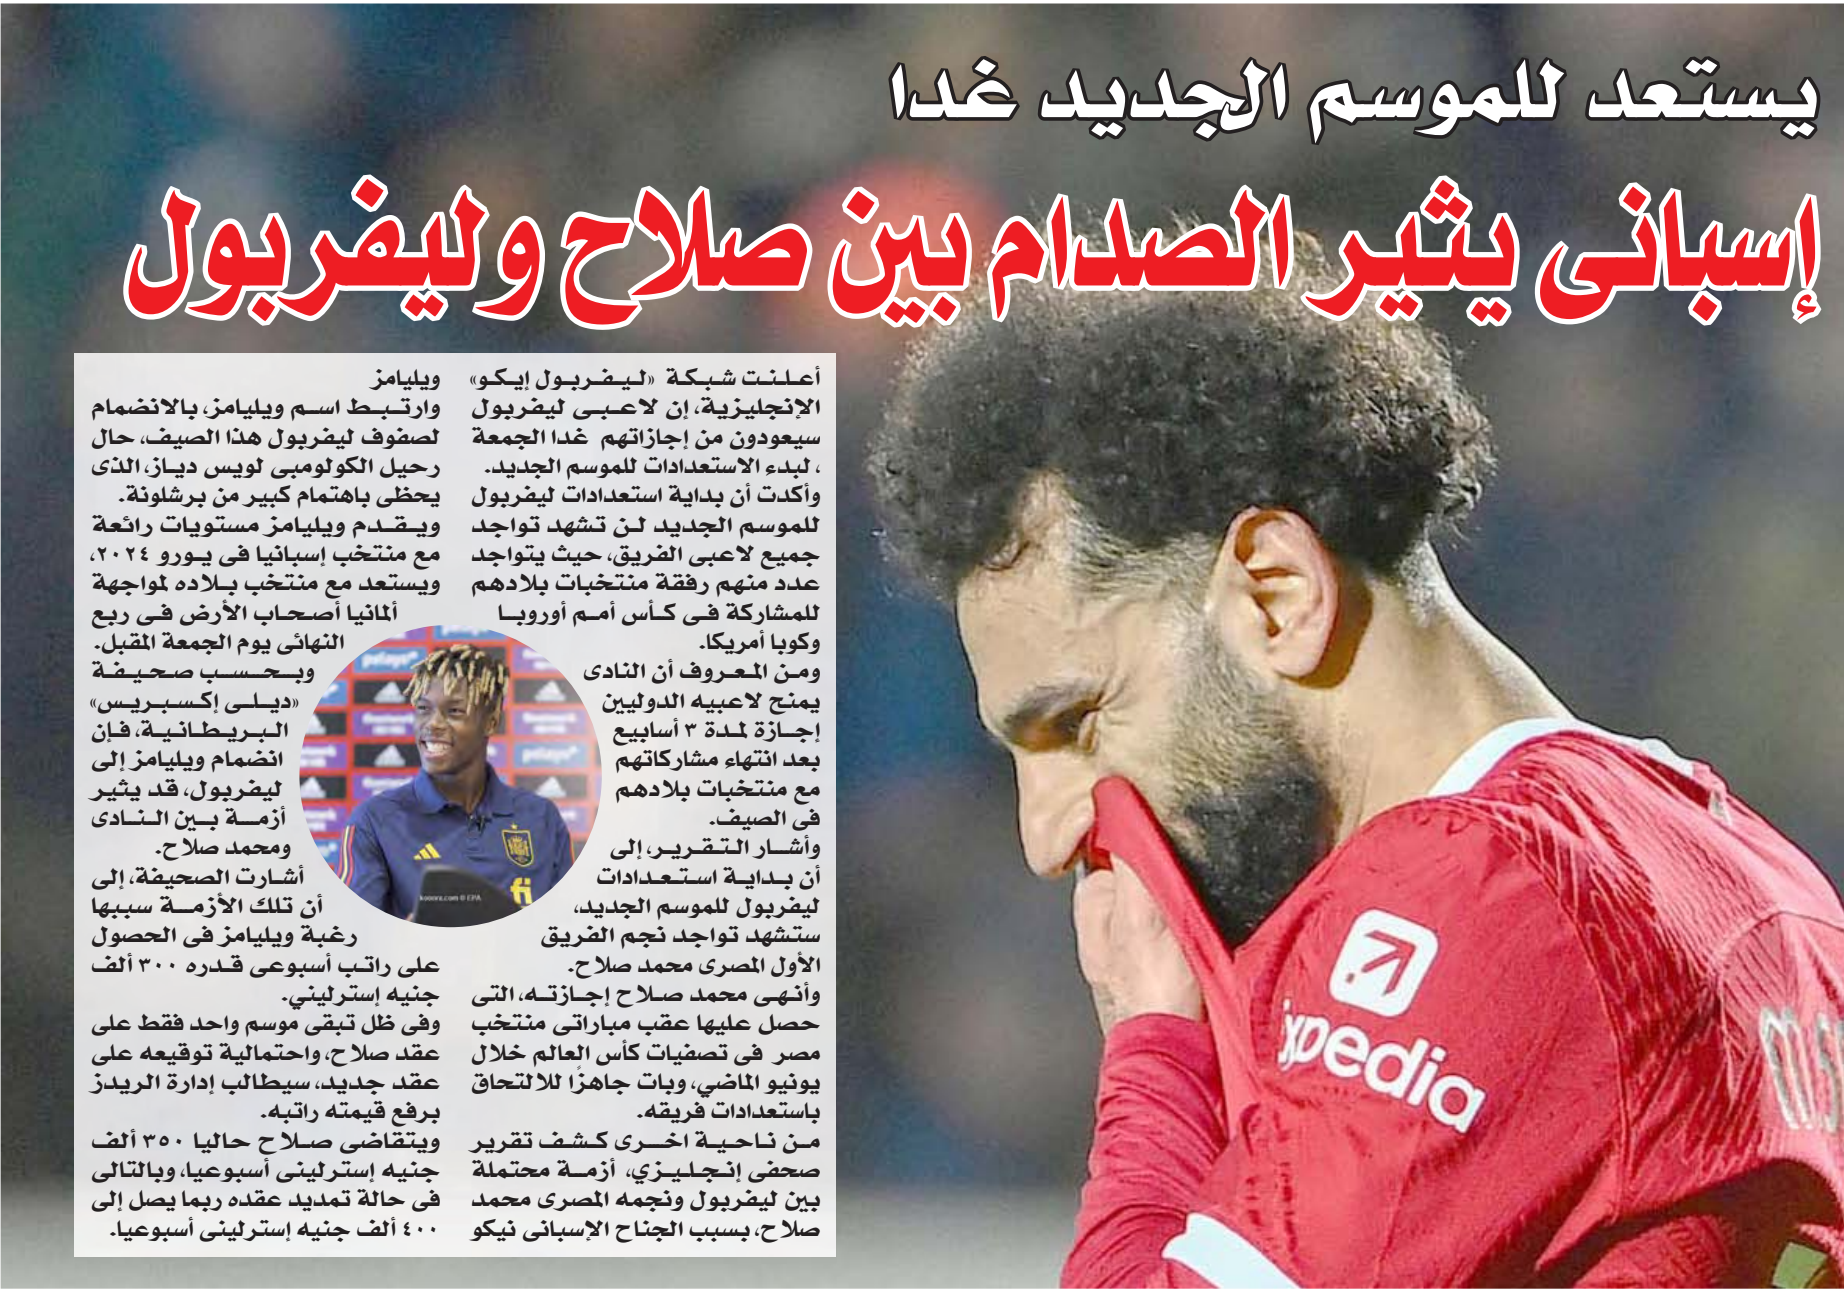 يستعد للموسم الجديد غدا
إسبانى يثير الصدام بين صلاح وليفربول
أعلنت شبكة «ليفربول إيكو»
الإنجليزية، إن لاعبى ليفربول
سيعودون من إجازاتهم غدا الجمعة
، لبدء الاستعدادات للموسم الجديد.
وأكدت أن بداية استعدادات ليفربول
للموسم الجديد لن تشهد تواجد
جميع لاعبى الفريق، حيث يتواجد
عدد منهم رفقة منتخبات بلادهم
للمشاركة فى كأس أمم أوروبا
وكوبا أمريكا.
ومن المعروف أن النادى
يمنح لاعبيه الدوليين
إجازة لمدة ٣ أسابيع
بعد انتهاء مشاركاتهم
مع منتخبات بلادهم
فى الصيف.
وأشار التقرير، إلى
أن بداية استعدادات
ليفربول للموسم الجديد،
ستشهد تواجد نجم الفريق
الأول المصرى محمد صلاح.
وأنهى محمد صلاح إجازته، التى
حصل عليها عقب مباراتى منتخب
مصر فى تصفيات كأس العالم خلال
يونيو الماضي، وبات جاهزًا للالتحاق
باستعدادات فريقه.
من ناحية اخرى كشف تقرير
صحفى إنجليزي، أزمة محتملة
بين ليفربول ونجمه المصرى محمد
صلاح، بسبب الجناح الإسبانى نيكو
ويليامز
وارتبط اسم ويليامز، بالانضمام
لصفوف ليفربول هذا الصيف، حال
رحيل الكولومبى لويس دياز، الذى
يحظى باهتمام كبير من برشلونة.
ويقدم ويليامز مستويات رائعة
مع منتخب إسبانيا فى يورو ٢٠٢٤،
ويستعد مع منتخب بلاده لمواجهة
ألمانيا أصحاب الأرض فى ربع
النهائى يوم الجمعة المقبل.
وبحسب صحيفة
«ديلى إكسبريس»
البريطانية، فإن
انضمام ويليامز إلى
ليفربول، قد يثير
أزمة بين النادى
ومحمد صلاح.
أشارت الصحيفة، إلى
أن تلك الأزمة سببها
رغبة ويليامز فى الحصول
على راتب أسبوعى قدره ٣٠٠ ألف
جنيه إسترليني.
وفى ظل تبقى موسم واحد فقط على
عقد صلاح، واحتمالية توقيعه على
عقد جديد، سيطالب إدارة الريدز
برفع قيمته راتبه.
ويتقاضى صلاح حاليا ٣٥٠ ألف
جنيه إسترلينى أسبوعيا، وبالتالى
فى حالة تمديد عقده ربما يصل إلى
٤٠٠ ألف جنيه إسترلينى أسبوعيا.
kooora.com © EPA
fi
xpedia